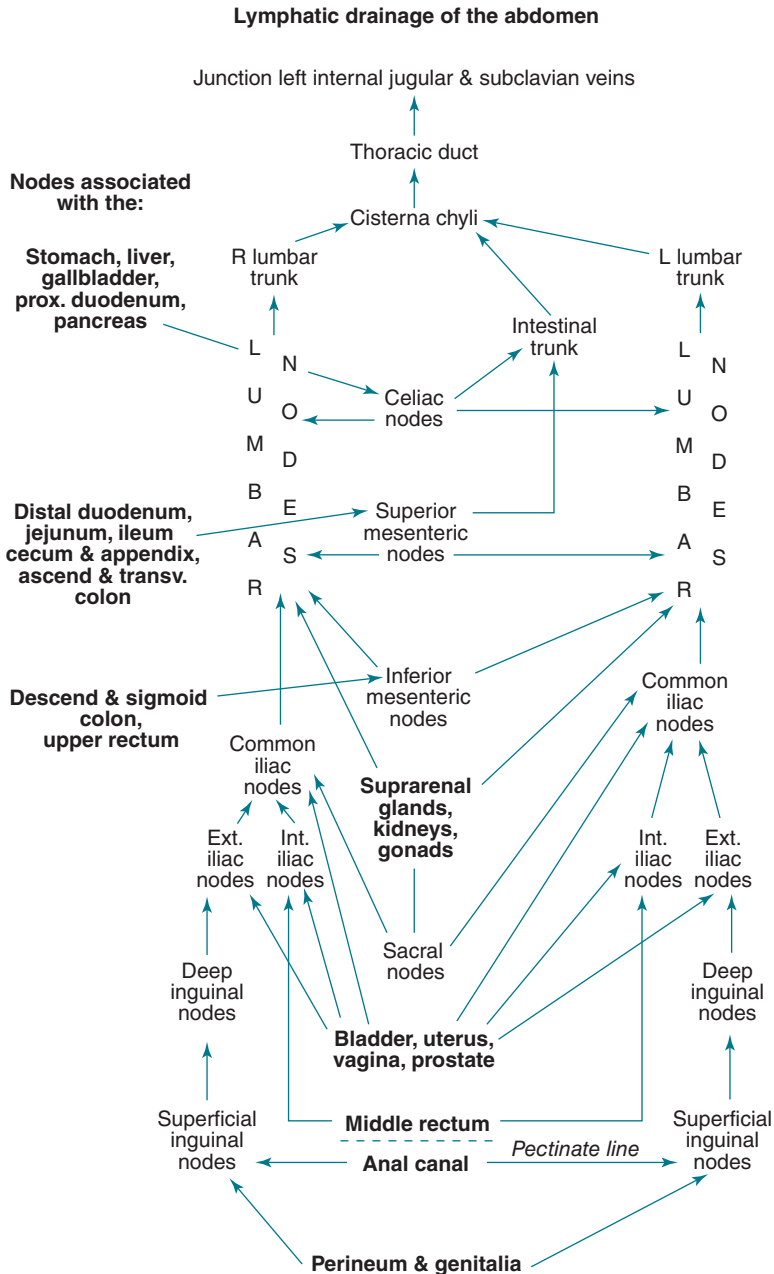 Lymphatic drainage of the abdomen
Junction left internal jugular & subclavian veins
Thoracic duct
Nodes associated
with the:
Cisterna chyli
Stomach, liver,
gallbladder,
prox. duodenum,
pancreas
R lumbar
trunk
L lumbar
trunk
Intestinal
trunk
L U M B A R
N O D E S
L U M B A R
N O D E S
Celiac
nodes
Distal duodenum,
jejunum, ileum
cecum & appendix,
ascend & transv.
colon
Superior
mesenteric
nodes
Descend & sigmoid
colon,
upper rectum
Inferior
mesenteric
nodes
Common
iliac
nodes
Common
iliac
nodes
Suprarenal
glands,
kidneys,
gonads
Ext.
iliac
nodes
Int.
iliac
nodes
Int.
iliac
nodes
Ext.
iliac
nodes
Sacral
nodes
Deep
inguinal
nodes
Deep
inguinal
nodes
Bladder, uterus,
vagina, prostate
Superficial
inguinal
nodes
Middle rectum
Superficial
inguinal
nodes
Pectinate line
Anal canal
Perineum & genitalia